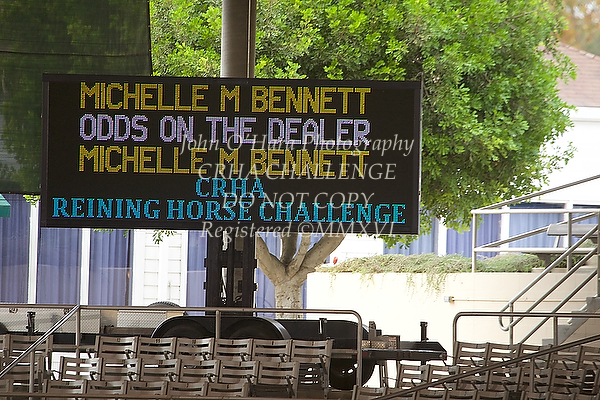 MICHELLE M BENNETT
ODDS ON THE DEALER
MICHELLE M BENNETT
CRHA
REINING HORSE CHALLENGE
John O'Hara Photography
CRHA CHALLENGE
DO NOT COPY
Registered ©MMXVI